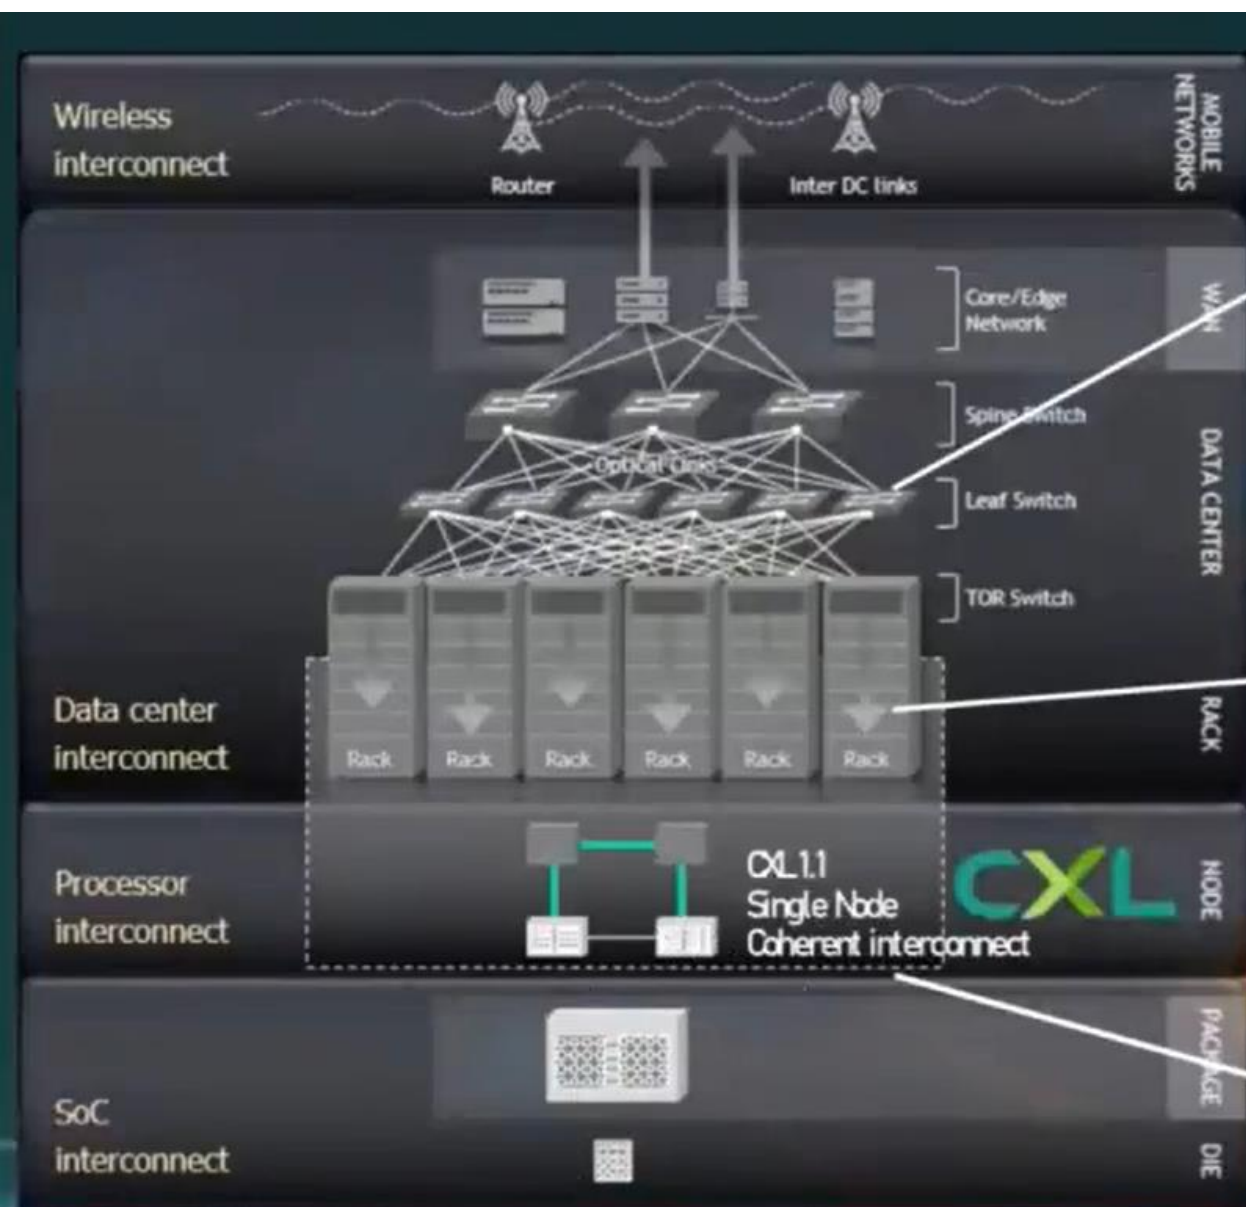 Wireless
interconnect
Router
Inter DC links
MOBILE
NETWORKS
Core/Edge
Network
WAN
Spine Switch
Optical Links
Leaf Switch
DATA CENTER
TOR Switch
Data center
interconnect
Rack
Rack
Rack
Rack
Rack
Rack
RACK
Processor
interconnect
CXL1.1
Single Node
Coherent interconnect
CXL
NODE
SoC
interconnect
PACKAGE
DIE